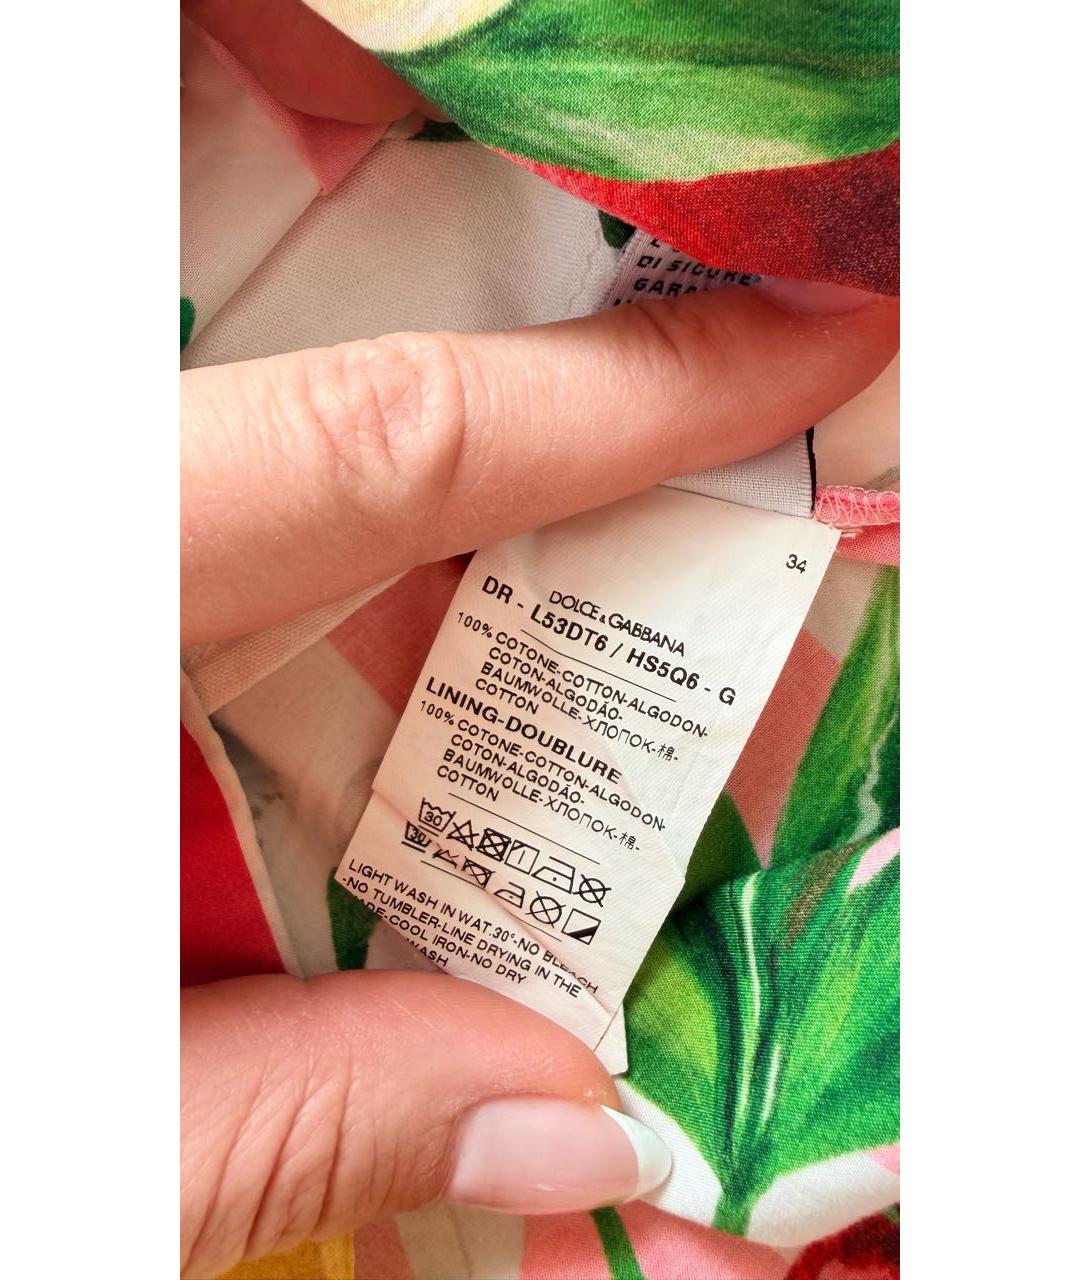 DI SICURE
34
DOLCE & GABBANA
DR - L53DT6 / HS5Q6 - G
100% COTONE-COTTON-ALGODON-
COTON-ALGODÃO-
BAUMWOLLE-ХЛОПОК-棉-
COTTON
LINING-DOUBLURE
100% COTONE-COTTON-ALGODON-
COTON-ALGODÃO-
BAUMWOLLE-ХЛОПОК-棉-
COTTON
30
30
LIGHT WASH IN WAT.30°-NO BLEACH
-NO TUMBLER-LINE DRYING IN THE
ADE-COOL IRON-NO DRY
WASH